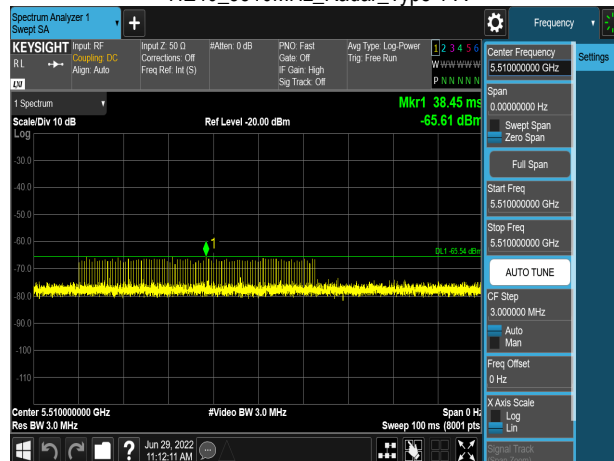 Spectrum Analyzer 1
Swept SA
Frequency
Settings
KEYSIGHT
RL
LXI
Input: RF
Coupling: DC
Align: Auto
Input Z: 50 Ω
Corrections: Off
Freq Ref: Int (S)
#Atten: 0 dB
PNO: Fast
Gate: Off
IF Gain: High
Sig Track: Off
Avg Type: Log-Power
Trig: Free Run
1 2 3 4 5 6
W W W W W W
P N N N N N
1 Spectrum
Scale/Div 10 dB
Log
Ref Level -20.00 dBm
Mkr1 38.45 ms
-65.61 dBm
-30.0
-40.0
-50.0
-60.0
-70.0
-80.0
-90.0
-100
-110
1
DL1 -65.54 dBm
Center 5.510000000 GHz
Res BW 3.0 MHz
#Video BW 3.0 MHz
Span 0 Hz
Sweep 100 ms (8001 pts)
Jun 29, 2022
11:12:11 AM
Center Frequency
5.510000000 GHz
Span
0.00000000 Hz
Swept Span
Zero Span
Full Span
Start Freq
5.510000000 GHz
Stop Freq
5.510000000 GHz
AUTO TUNE
CF Step
3.000000 MHz
Auto
Man
Freq Offset
0 Hz
X Axis Scale
Log
Lin
Signal Track